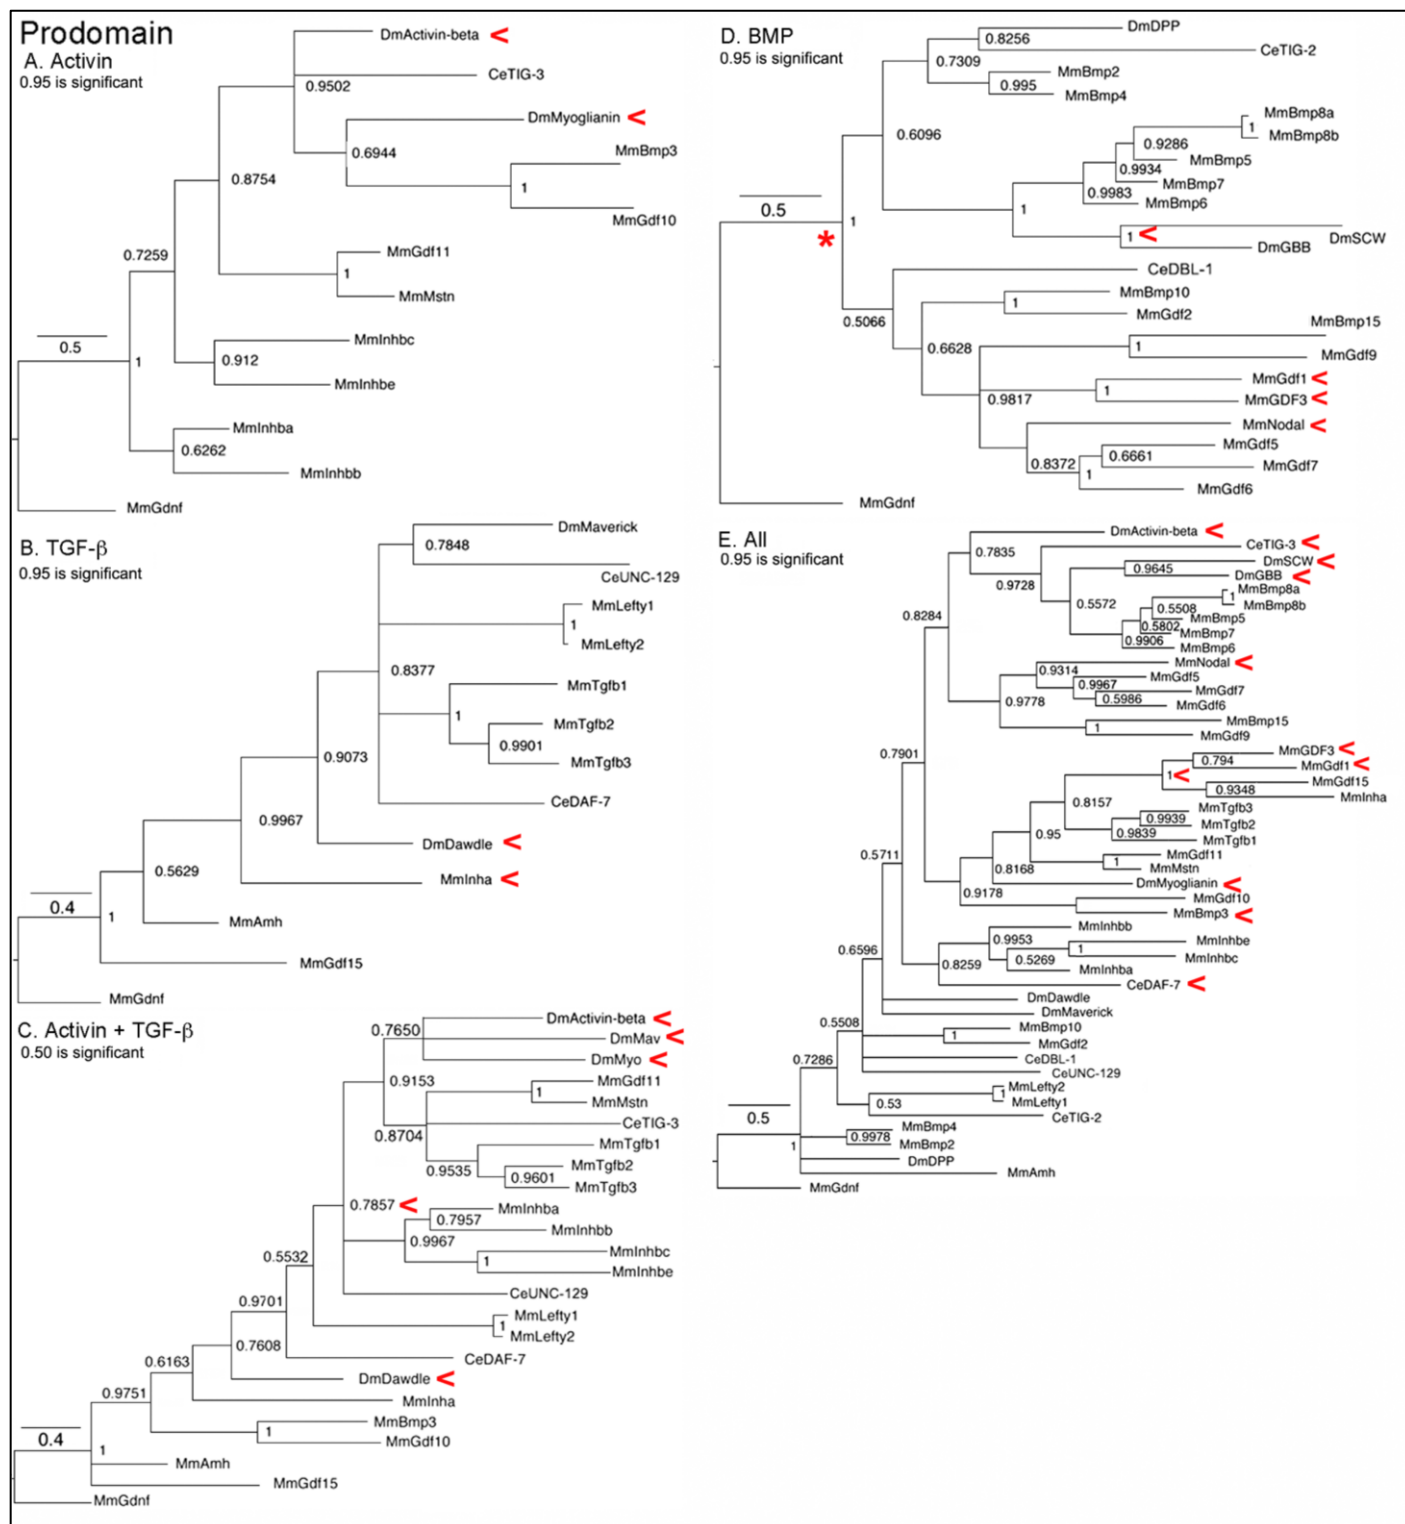 Prodomain
A. Activin
0.95 is significant
DmActivin-beta <
CeTIG-3
0.9502
DmMyoglianin <
0.6944
MmBmp3
1
MmGdf10
0.8754
MmGdf11
1
MmMstn
0.7259
MmInhbc
0.912
MmInhbe
0.5
1
MmInhba
0.6262
MmInhbb
MmGdnf
B. TGF-β
0.95 is significant
DmMaverick
0.7848
CeUNC-129
MmLefty1
1
MmLefty2
0.8377
MmTgfb1
1
MmTgfb2
0.9901
MmTgfb3
0.9073
CeDAF-7
0.9967
DmDawdle <
0.5629
MmInha <
0.4
1
MmAmh
MmGdf15
MmGdnf
C. Activin + TGF-β
0.50 is significant
DmActivin-beta <
0.7650
DmMav <
DmMyo <
0.9153
MmGdf11
1
MmMstn
CeTIG-3
0.8704
MmTgfb1
0.9535
MmTgfb2
0.9601
MmTgfb3
0.7857 <
MmInhba
0.7957
MmInhbb
0.9967
MmInhbc
1
MmInhbe
0.5532
CeUNC-129
0.9701
MmLefty1
1
MmLefty2
0.7608
CeDAF-7
0.6163
DmDawdle <
0.9751
MmInha
MmBmp3
1
MmGdf10
0.4
1
MmAmh
MmGdf15
MmGdnf
D. BMP
0.95 is significant
DmDPP
0.8256
CeTIG-2
0.7309
MmBmp2
0.995
MmBmp4
0.6096
MmBmp8a
1
MmBmp8b
0.9286
MmBmp5
0.9934
MmBmp7
0.9983
MmBmp6
1
0.5
1
*
1 <
DmSCW
DmGBB
CeDBL-1
MmBmp10
1
MmGdf2
0.5066
MmBmp15
0.6628
1
MmGdf9
MmGdf1 <
1
0.9817
MmGDF3 <
MmNodal <
MmGdf5
0.8372
0.6661
MmGdf7
1
MmGdf6
MmGdnf
E. All
0.95 is significant
DmActivin-beta <
0.7835
CeTIG-3 <
DmSCW <
0.9645
DmGBB <
0.9728
MmBmp8a
1
MmBmp8b
0.5572
0.5508
MmBmp5
0.5802
MmBmp7
0.9906
MmBmp6
0.8284
MmNodal <
0.9314
MmGdf5
0.9967
MmGdf7
0.5986
MmGdf6
0.9778
MmBmp15
1
MmGdf9
0.7901
MmGDF3 <
0.794
MmGdf1 <
1 <
MmGdf15
0.9348
MmInha
0.8157
MmTgfb3
0.9939
MmTgfb2
0.9839
MmTgfb1
0.95
MmGdf11
1
MmMstn
0.5711
0.8168
DmMyoglianin <
0.9178
MmGdf10
MmBmp3 <
MmInhbb
0.9953
MmInhbe
1
MmInhbc
0.5269
MmInhba
0.6596
0.8259
CeDAF-7 <
DmDawdle
DmMaverick
0.5508
MmBmp10
1
MmGdf2
CeDBL-1
0.7286
CeUNC-129
MmLefty2
1
MmLefty1
0.53
CeTIG-2
0.5
MmBmp4
0.9978
MmBmp2
1
DmDPP
MmAmh
MmGdnf